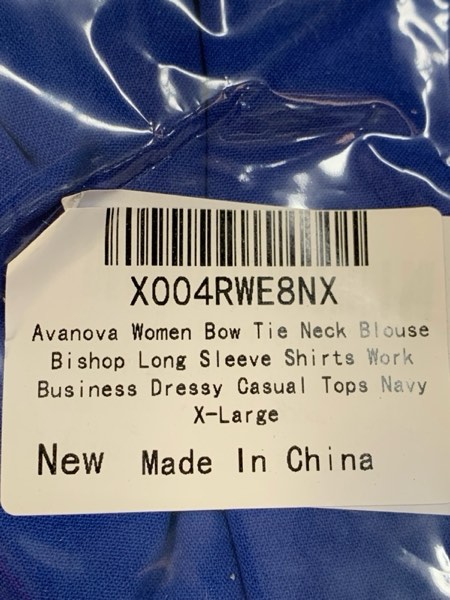 X004RWE8NX
Avanova Women Bow Tie Neck Blouse
Bishop Long Sleeve Shirts Work
Business Dressy Casual Tops Navy
X-Large
New Made In China